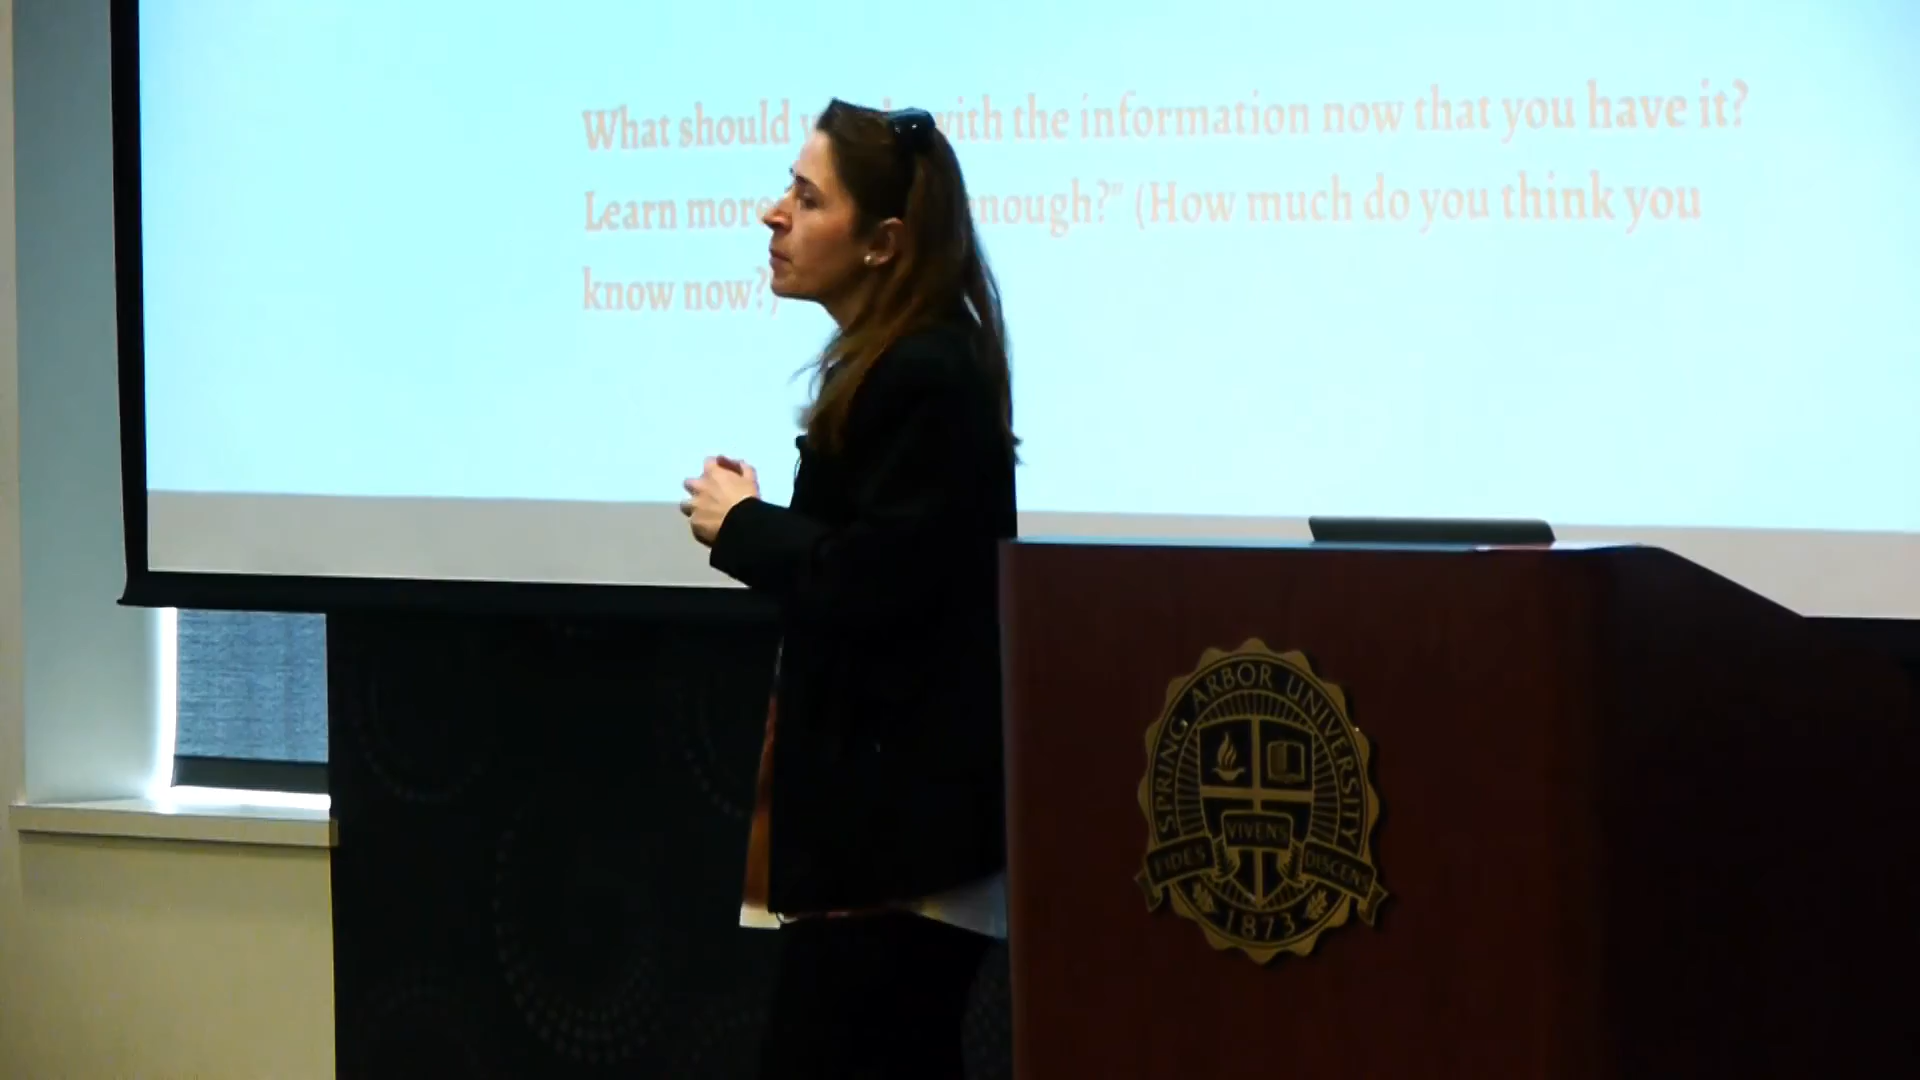 What should with the information now that you have it?
Learn more enough?" (How much do you think you
know now?)
SPRING ARBOR UNIVERSITY
VIVENS
FIDES DISCENS
1873